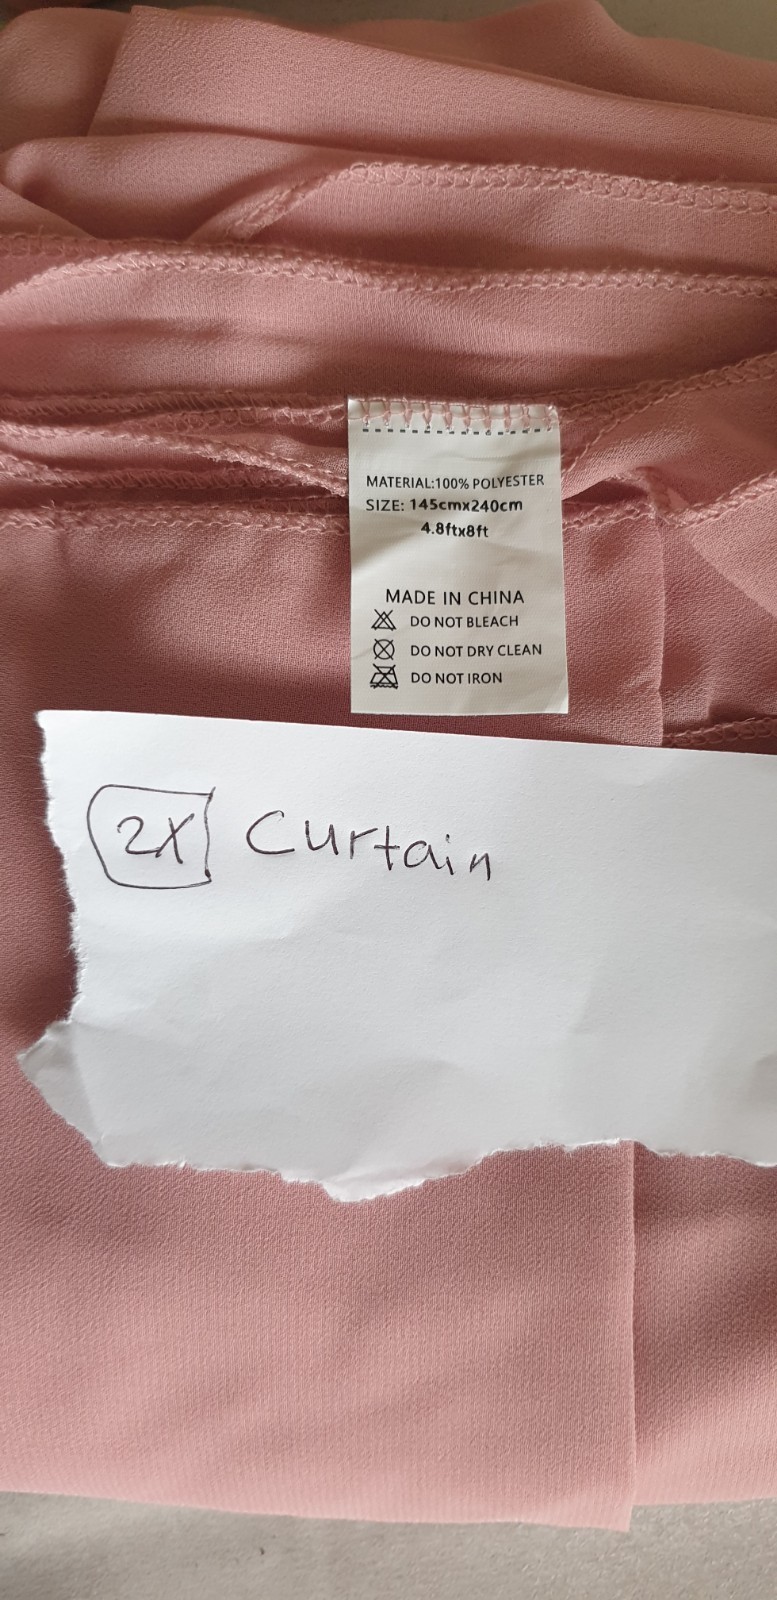 MATERIAL:100% POLYESTER
SIZE: 145cmx240cm
4.8ftx8ft
MADE IN CHINA
DO NOT BLEACH
DO NOT DRY CLEAN
DO NOT IRON
2X Curtain